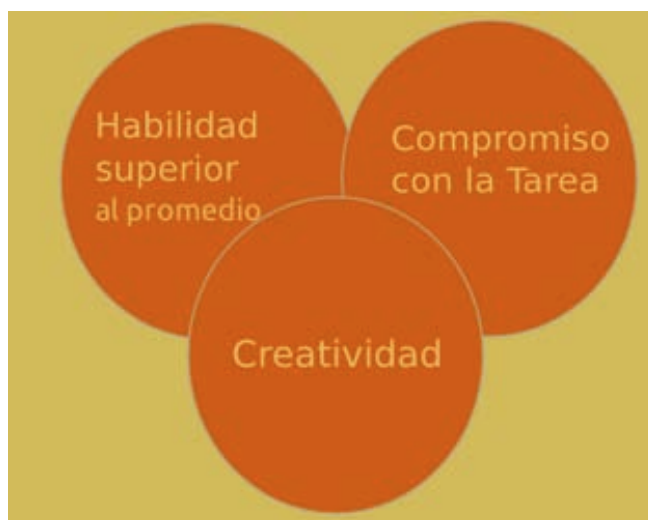 Habilidad
superior
al promedio
Compromiso
con la Tarea
Creatividad